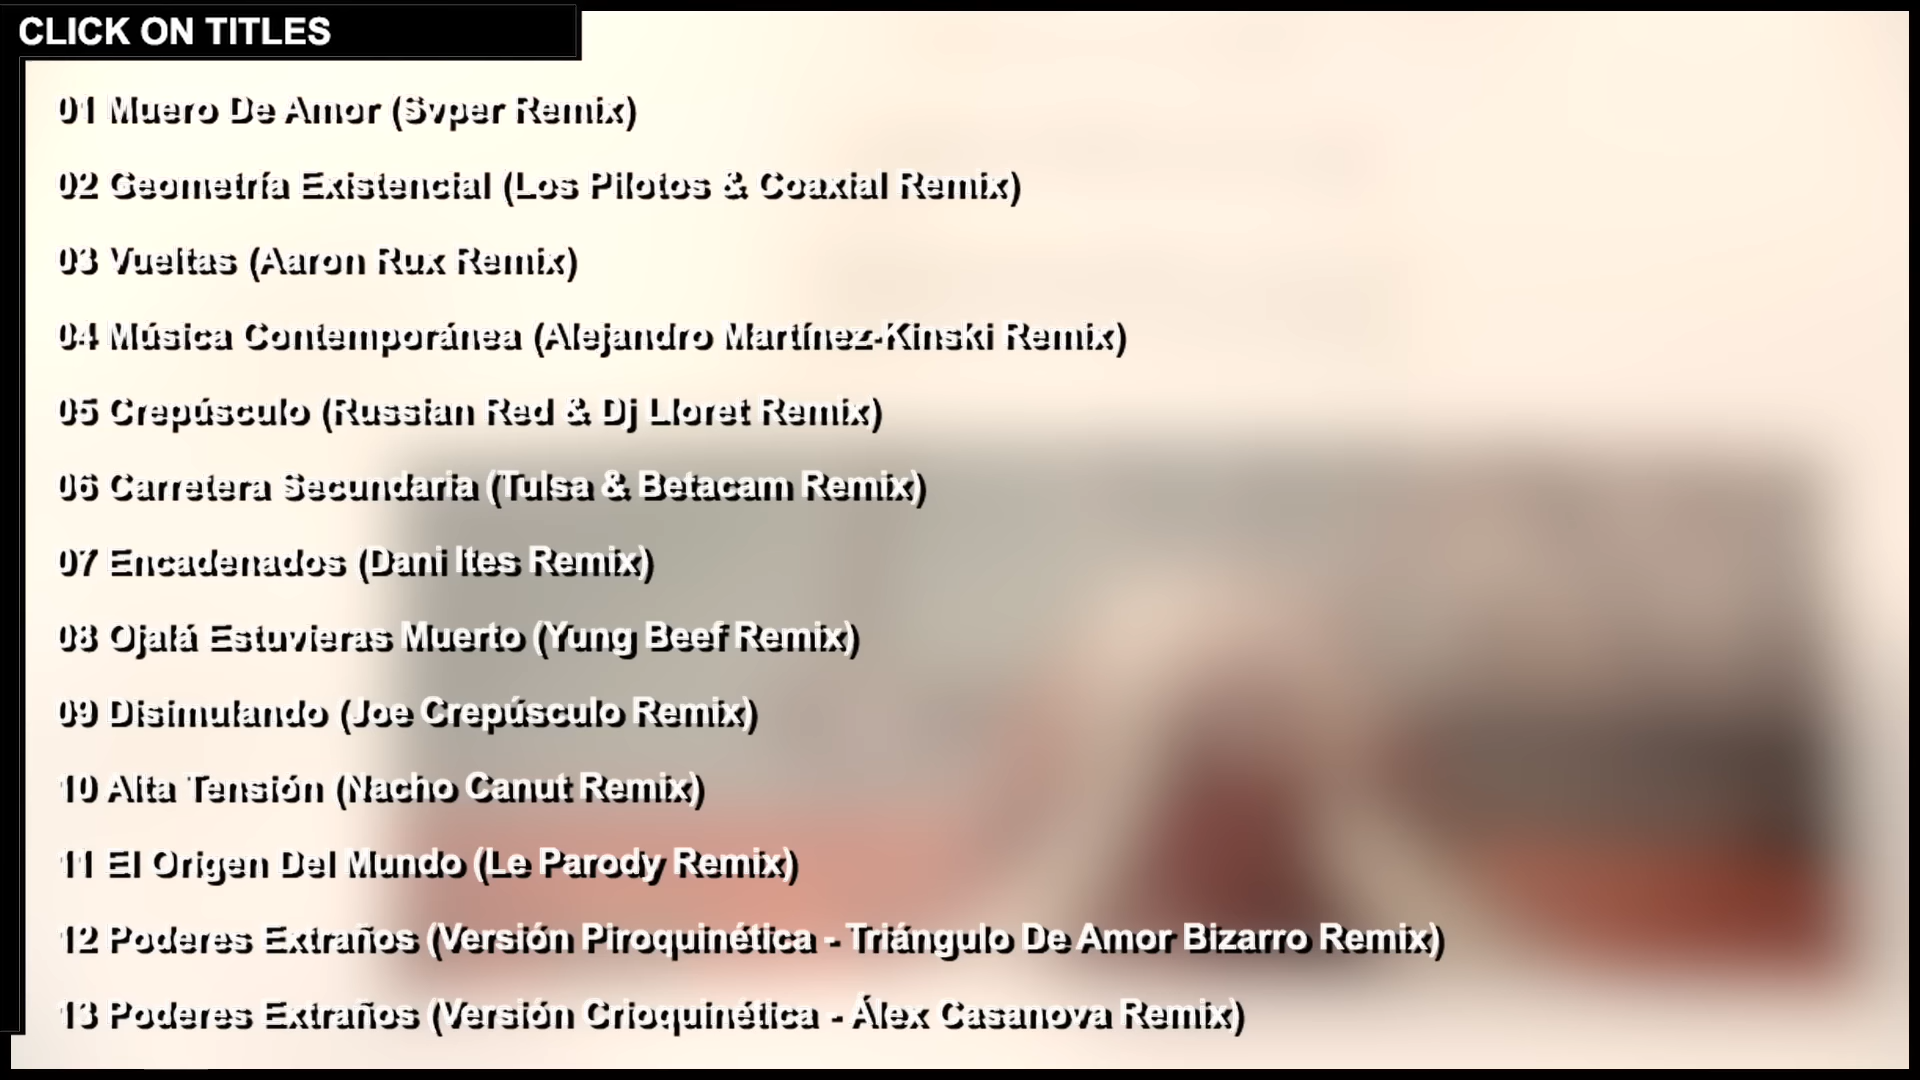 CLICK ON TITLES
01 Muero De Amor (Svper Remix)
02 Geometría Existencial (Los Pilotos & Coaxial Remix)
03 Vueltas (Aaron Rux Remix)
04 Música Contemporánea (Alejandro Martínez-Kinski Remix)
05 Crepúsculo (Russian Red & Dj Lloret Remix)
06 Carretera Secundaria (Tulsa & Betacam Remix)
07 Encadenados (Dani Ites Remix)
08 Ojalá Estuvieras Muerto (Yung Beef Remix)
09 Disimulando (Joe Crepúsculo Remix)
10 Alta Tensión (Nacho Canut Remix)
11 El Origen Del Mundo (Le Parody Remix)
12 Poderes Extraños (Versión Piroquinética - Triángulo De Amor Bizarro Remix)
13 Poderes Extraños (Versión Crioquinética - Álex Casanova Remix)